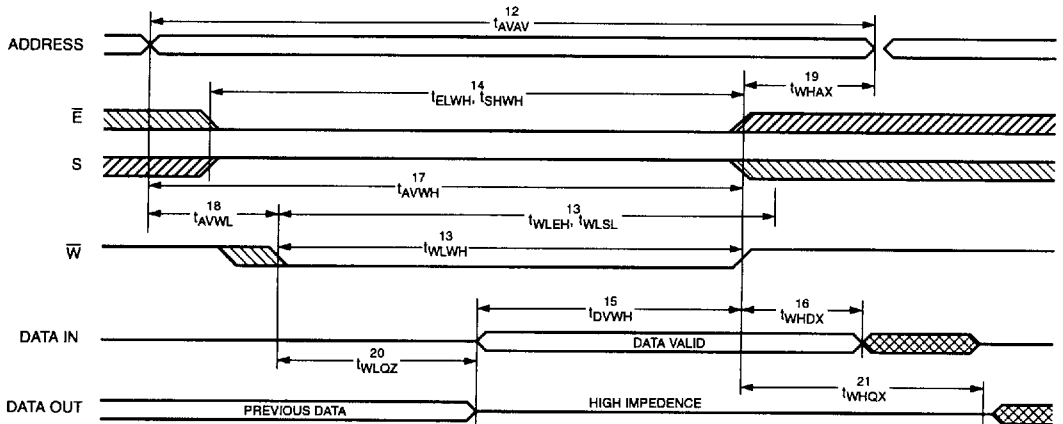 12
tAVAV
ADDRESS
14
tELWH, tSHWH
19
tWHAX
E
S
17
tAVWH
18
tAVWL
13
tWLEH, tWLSL
W
13
tWLWH
15
tDVWH
16
tWHDX
DATA IN
DATA VALID
20
tWLQZ
21
tWHQX
DATA OUT
PREVIOUS DATA
HIGH IMPEDENCE